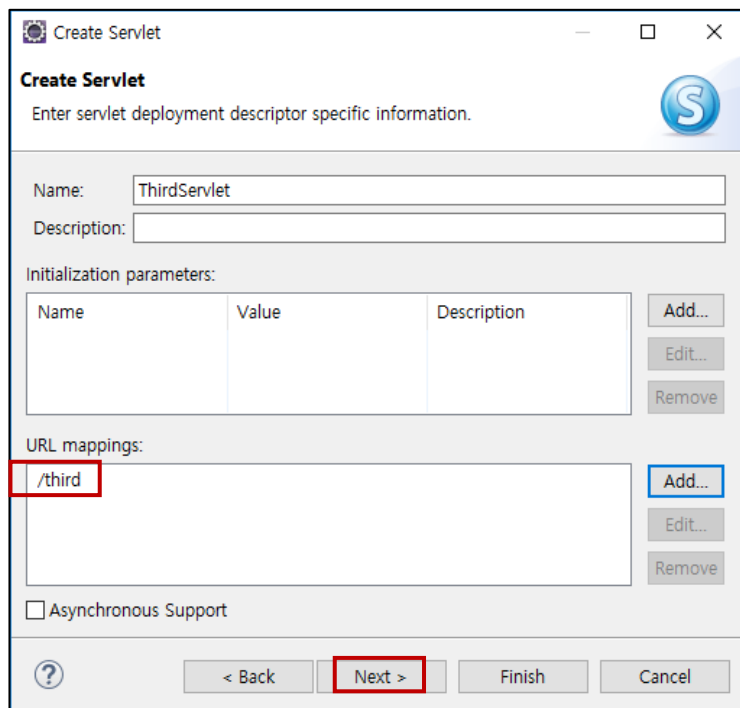 Create Servlet
Create Servlet
Enter servlet deployment descriptor specific information.
S
Name: ThirdServlet
Description:
Initialization parameters:
Name Value Description
Add...
Edit...
Remove
URL mappings:
/third
Add...
Edit...
Remove
Asynchronous Support
? < Back Next > Finish Cancel